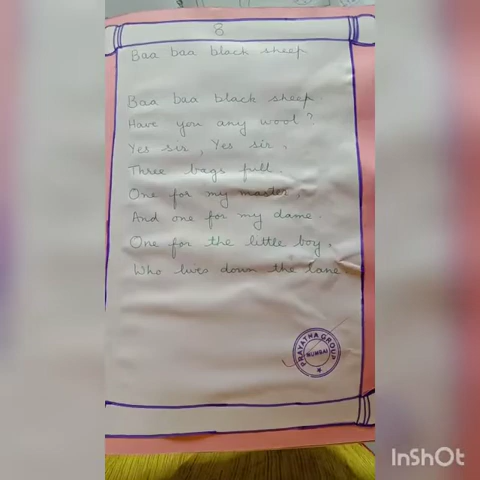 8
Baa baa black sheep
Baa baa black sheep
Have you any wool?
Yes sir, Yes sir,
Three bags full.
One for my master,
And one for my dame.
One for the little boy,
Who lives down the lane.
PRAYATNA GROUP
MUMBAI
InShOt